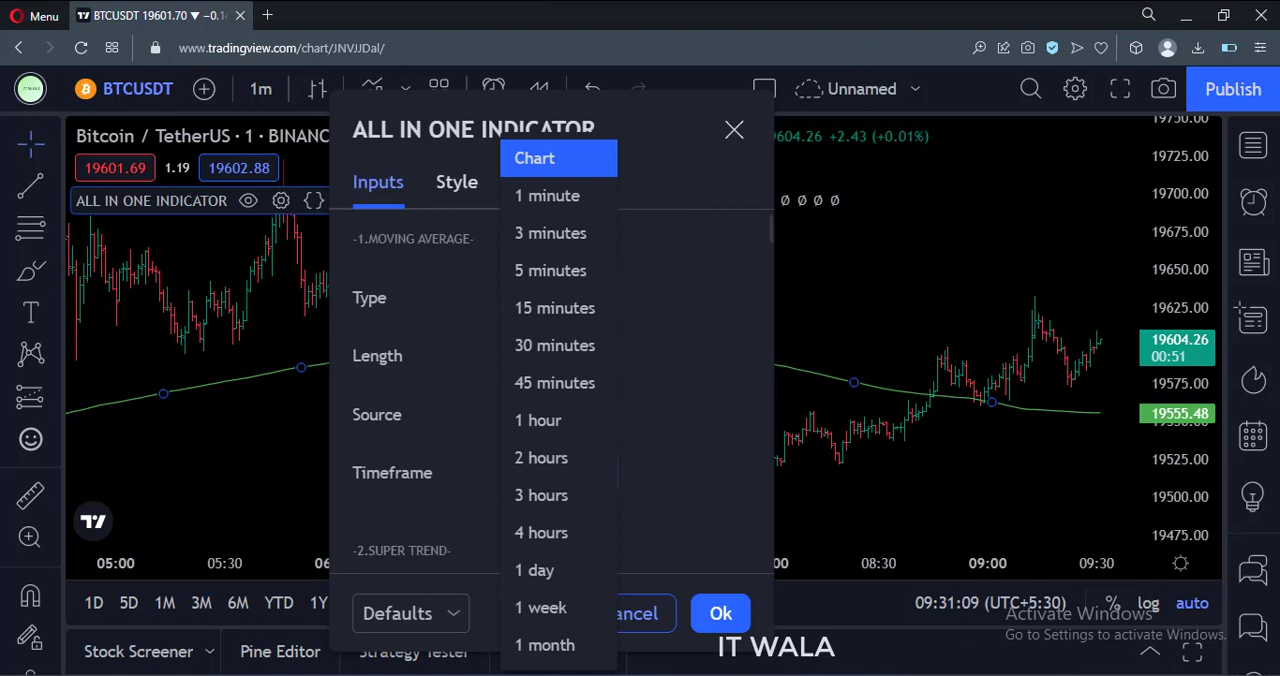 Menu
BTCUSDT 19601.70 ▼ −0.1
www.tradingview.com/chart/JNVJJDal/
IT WALA
BTCUSDT
1m
Unnamed
Publish
Bitcoin / TetherUS · 1 · BINANC
9604.26 +2.43 (+0.01%)
19601.69 1.19 19602.88
ALL IN ONE INDICATOR
Ø Ø Ø Ø
ALL IN ONE INDICATOR
Inputs
Style
-1.MOVING AVERAGE-
Type
Length
Source
Timeframe
-2.SUPER TREND-
Defaults
ancel
Ok
Chart
1 minute
3 minutes
5 minutes
15 minutes
30 minutes
45 minutes
1 hour
2 hours
3 hours
4 hours
1 day
1 week
1 month
19750.00
19725.00
19700.00
19675.00
19650.00
19625.00
19604.26
00:51
19575.00
19555.48
19525.00
19500.00
19475.00
05:00
05:30
06
00
08:30
09:00
09:30
1D 5D 1M 3M 6M YTD 1Y
09:31:09 (UTC+5:30)
%
log
auto
Activate Windows
Go to Settings to activate Windows.
Stock Screener
Pine Editor
Strategy Tester
IT WALA